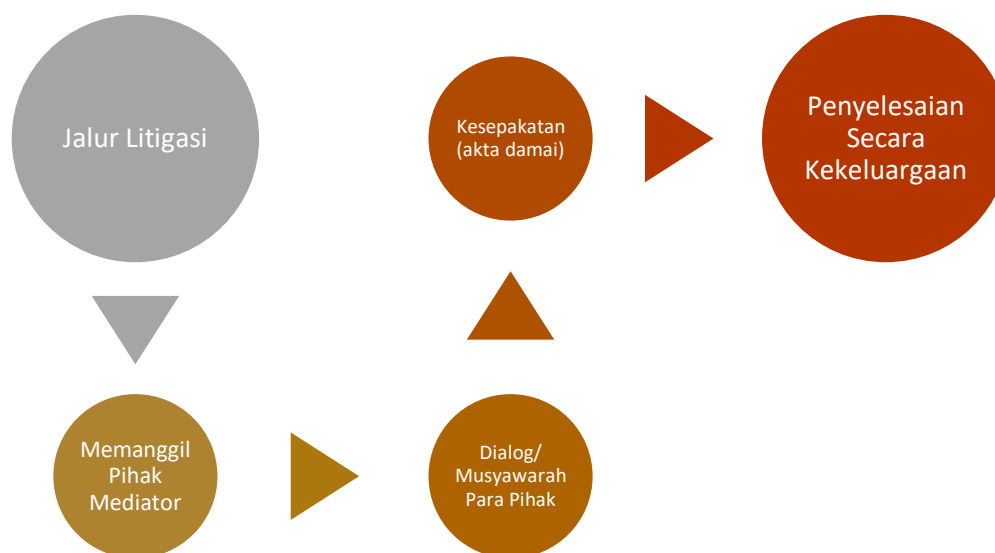 Jalur Litigasi
Memanggil
Pihak
Mediator
Dialog/
Musyawarah
Para Pihak
Kesepakatan
(akta damai)
Penyelesaian
Secara
Kekeluargaan